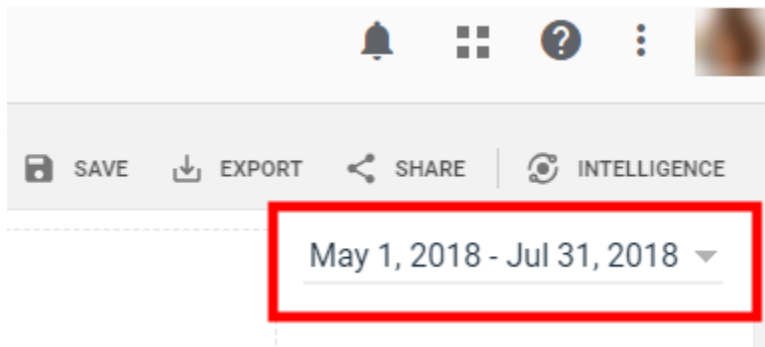 SAVE EXPORT SHARE INTELLIGENCE
May 1, 2018 - Jul 31, 2018